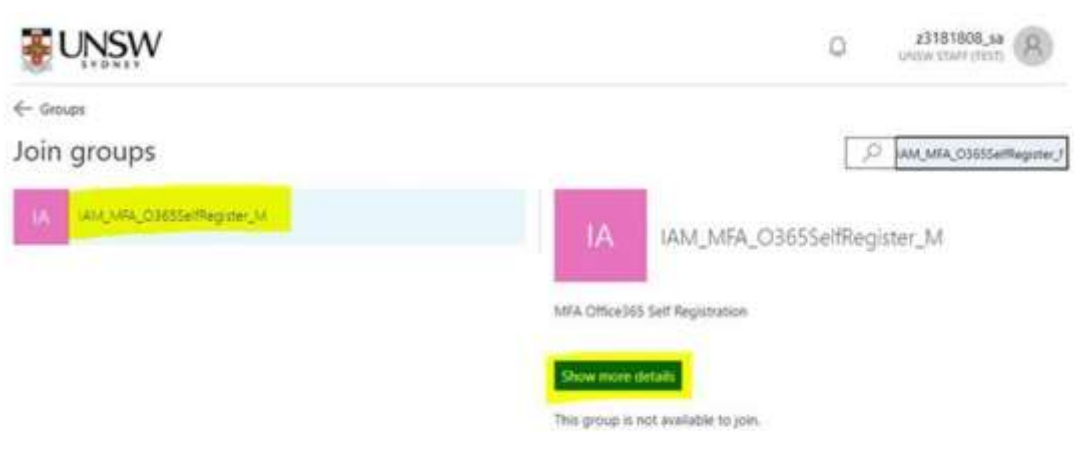 UNSW
SYDNEY
z3181808_sa
UNSW STAFF (TEST)
← Groups
Join groups
IAM_MFA_O365SelfRegister_M
IA
IAM_MFA_O365SelfRegister_M
IA
IAM_MFA_O365SelfRegister_M
MFA Office365 Self Registration
Show more details
This group is not available to join.